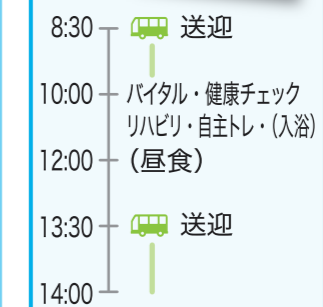 8:30 送迎
10:00 バイタル・健康チェック
リハビリ・自主トレ・(入浴)
12:00 (昼食)
13:30 送迎
14:00